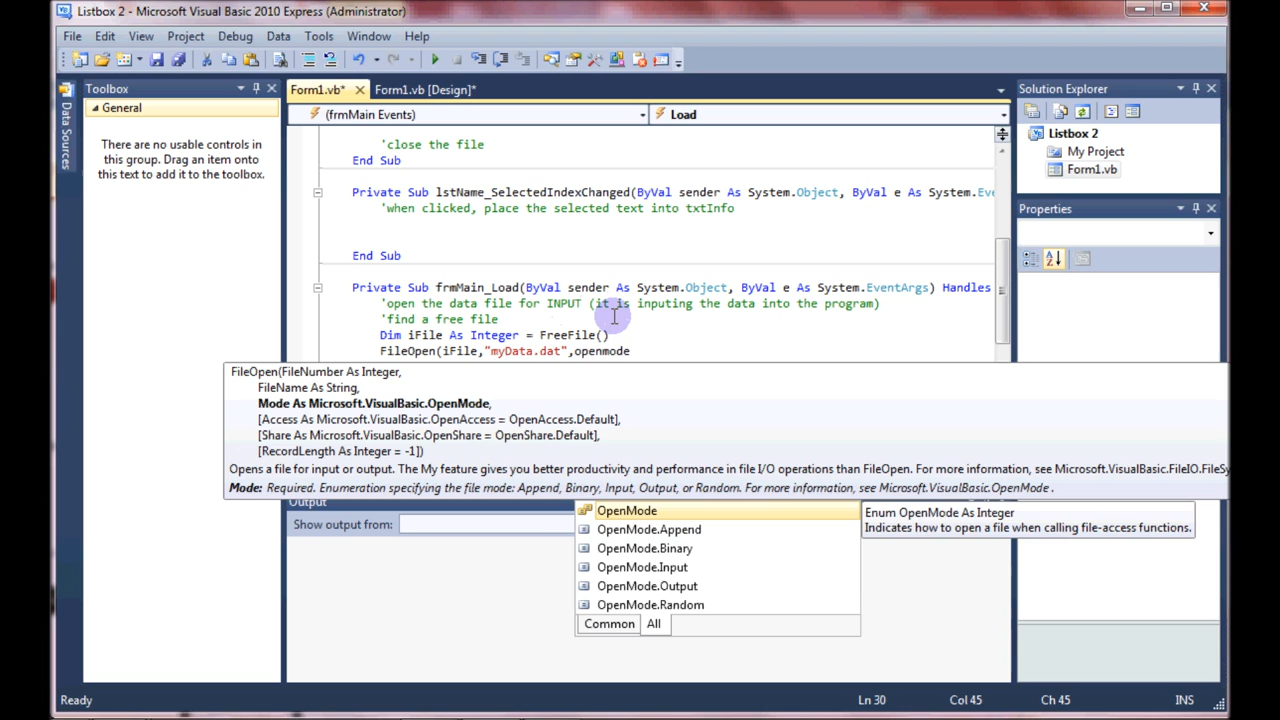 Listbox 2 - Microsoft Visual Basic 2010 Express (Administrator)
File Edit View Project Debug Data Tools Window Help
Data Sources
Toolbox
General
There are no usable controls in
this group. Drag an item onto
this text to add it to the toolbox.
Form1.vb*
Form1.vb [Design]*
(frmMain Events)
Load
'close the file
End Sub
Private Sub lstName_SelectedIndexChanged(ByVal sender As System.Object, ByVal e As System.Eve
'when clicked, place the selected text into txtInfo
End Sub
Private Sub frmMain_Load(ByVal sender As System.Object, ByVal e As System.EventArgs) Handles
'open the data file for INPUT (it is inputing the data into the program)
'find a free file
Dim iFile As Integer = FreeFile()
FileOpen(iFile,"myData.dat",openmode
FileOpen(FileNumber As Integer,
FileName As String,
Mode As Microsoft.VisualBasic.OpenMode,
[Access As Microsoft.VisualBasic.OpenAccess = OpenAccess.Default],
[Share As Microsoft.VisualBasic.OpenShare = OpenShare.Default],
[RecordLength As Integer = -1])
Opens a file for input or output. The My feature gives you better productivity and performance in file I/O operations than FileOpen. For more information, see Microsoft.VisualBasic.FileIO.FileSy
Mode: Required. Enumeration specifying the file mode: Append, Binary, Input, Output, or Random. For more information, see Microsoft.VisualBasic.OpenMode .
Output
Show output from:
OpenMode
OpenMode.Append
OpenMode.Binary
OpenMode.Input
OpenMode.Output
OpenMode.Random
Common All
Enum OpenMode As Integer
Indicates how to open a file when calling file-access functions.
Solution Explorer
Listbox 2
My Project
Form1.vb
Properties
Ready
Ln 30
Col 45
Ch 45
INS